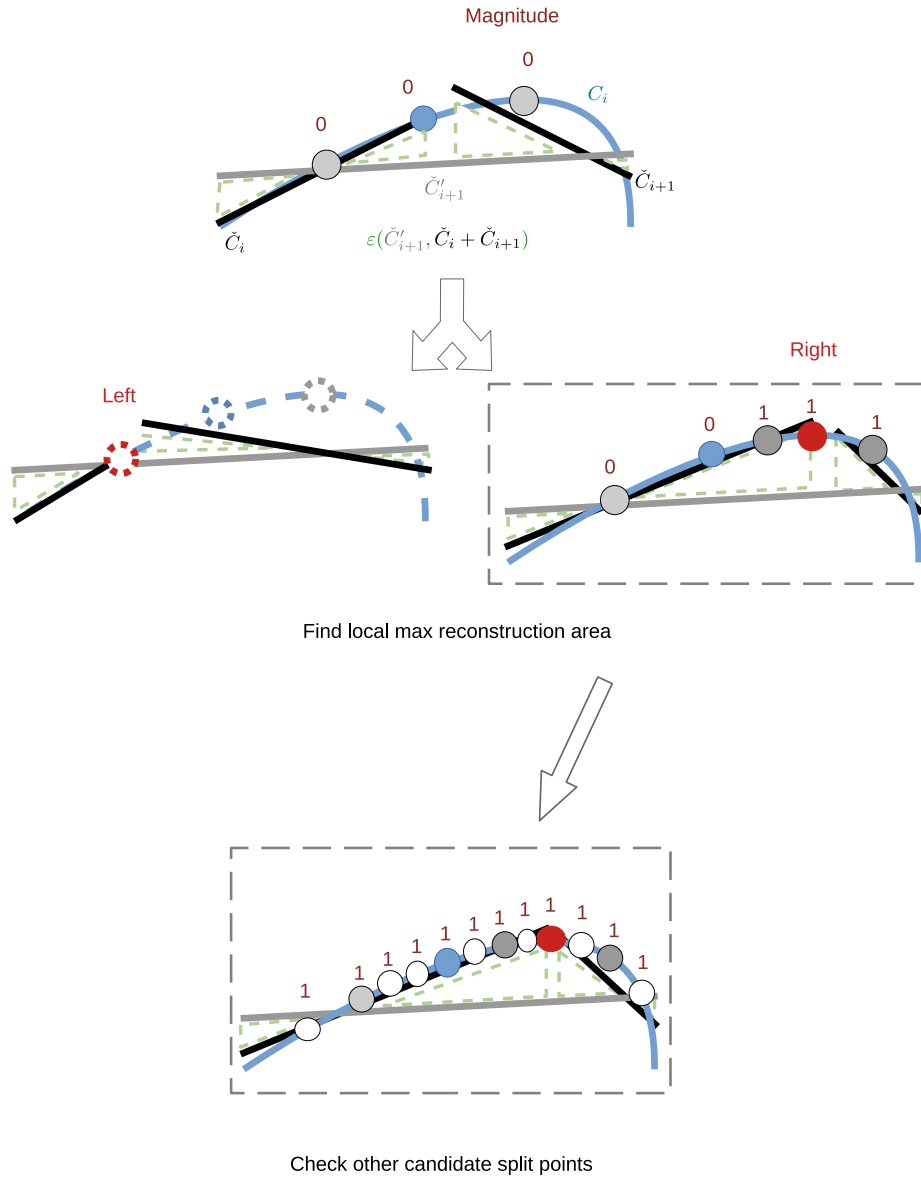 Magnitude
0
0
0
C_i
Č'_{i+1}
Č_{i+1}
Č_i
ε(Č'_{i+1}, Č_i + Č_{i+1})
Right
Left
0
0
1
1
1
Find local max reconstruction area
1
1
1
1
1
1
1
1
1
1
1
Check other candidate split points